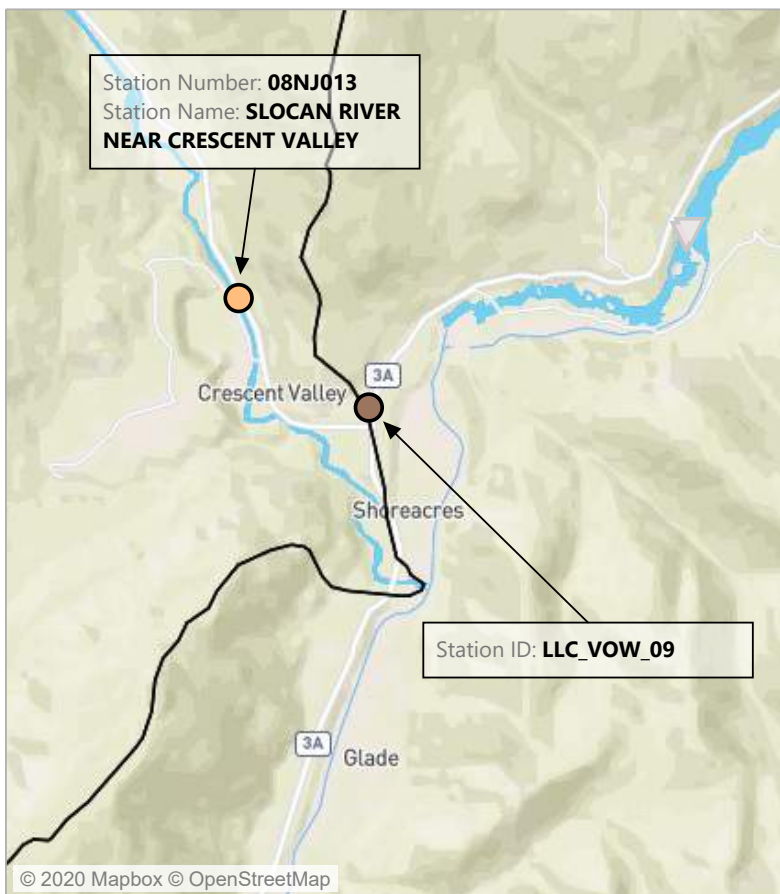 Station Number: 08NJ013
Station Name: SLOCAN RIVER
NEAR CRESCENT VALLEY
3A
Crescent Valley
Shoreacres
Station ID: LLC_VOW_09
3A
Glade
© 2020 Mapbox © OpenStreetMap